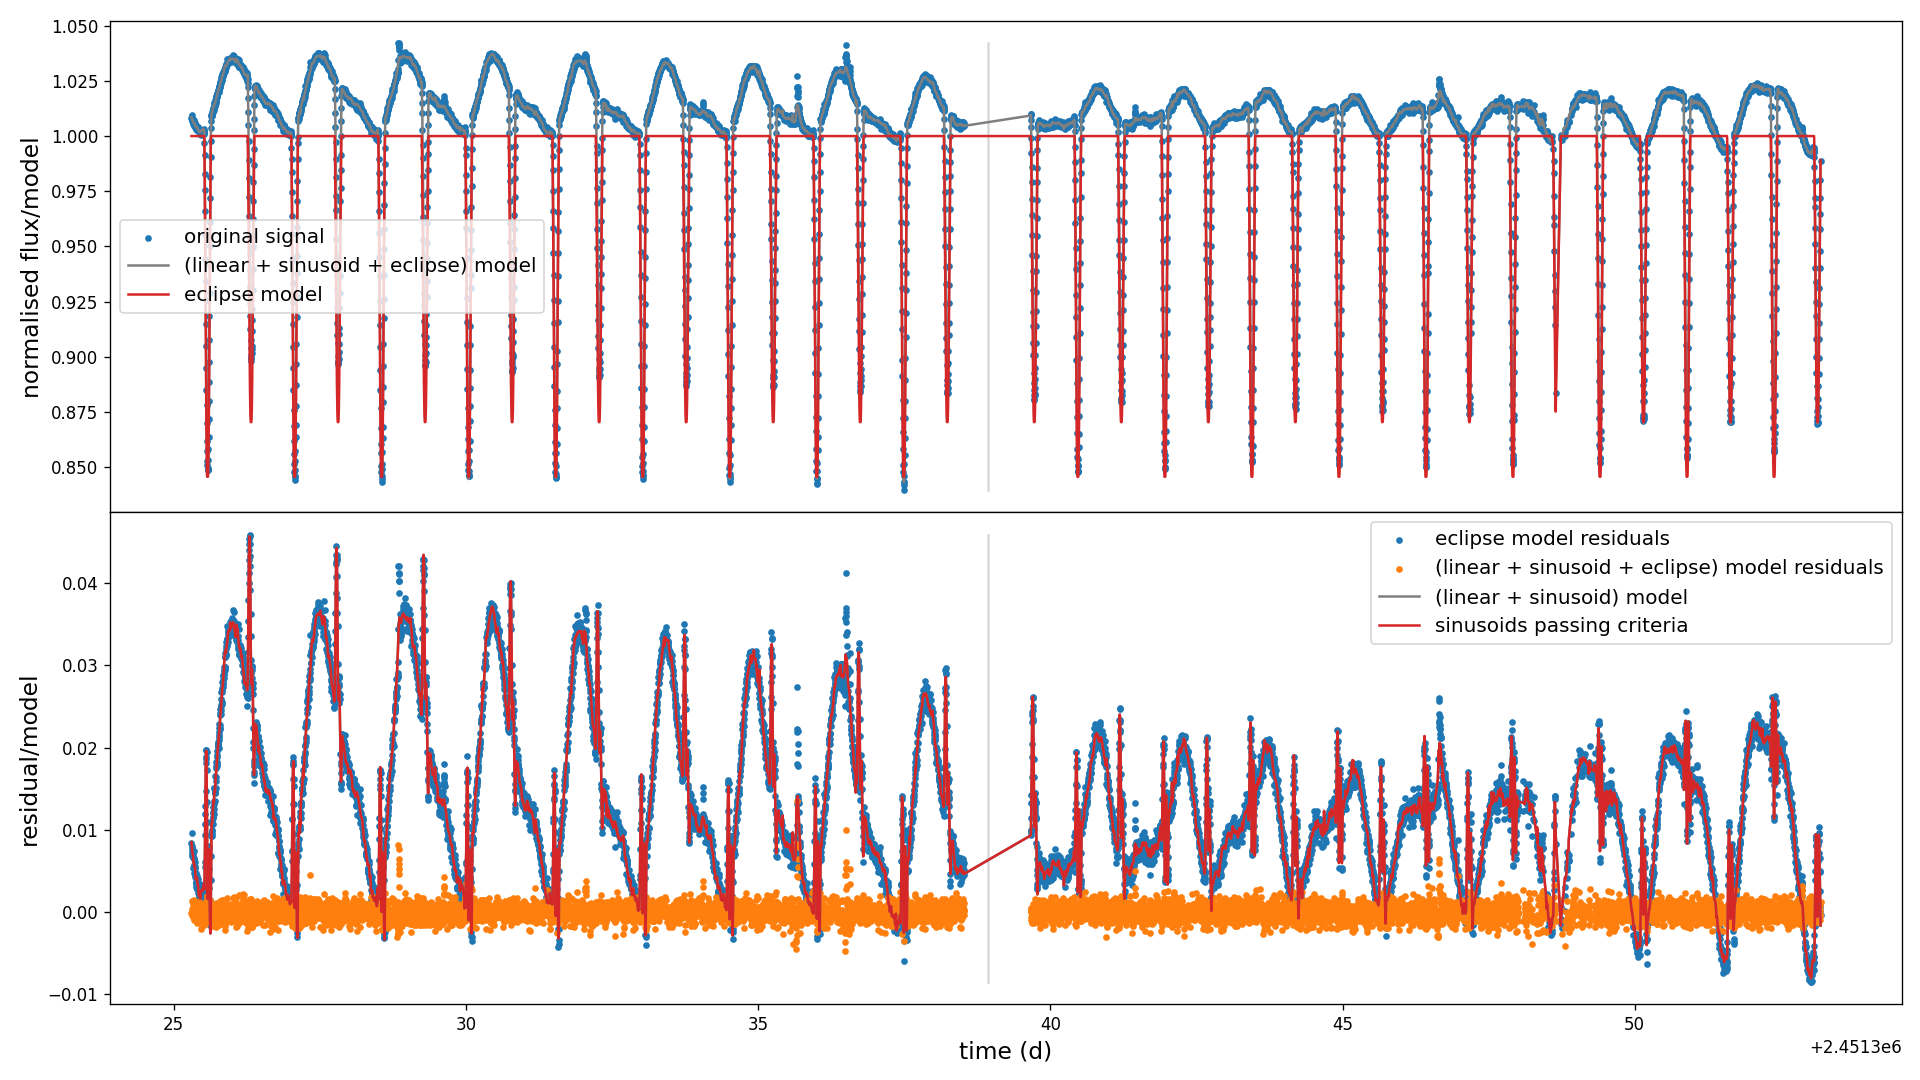 1.050
1.025
1.000
0.975
0.950
0.925
0.900
0.875
0.850
normalised flux/model
original signal
(linear + sinusoid + eclipse) model
eclipse model
0.04
0.03
0.02
0.01
0.00
−0.01
residual/model
eclipse model residuals
(linear + sinusoid + eclipse) model residuals
(linear + sinusoid) model
sinusoids passing criteria
25
30
35
40
45
50
time (d)
+2.4513e6